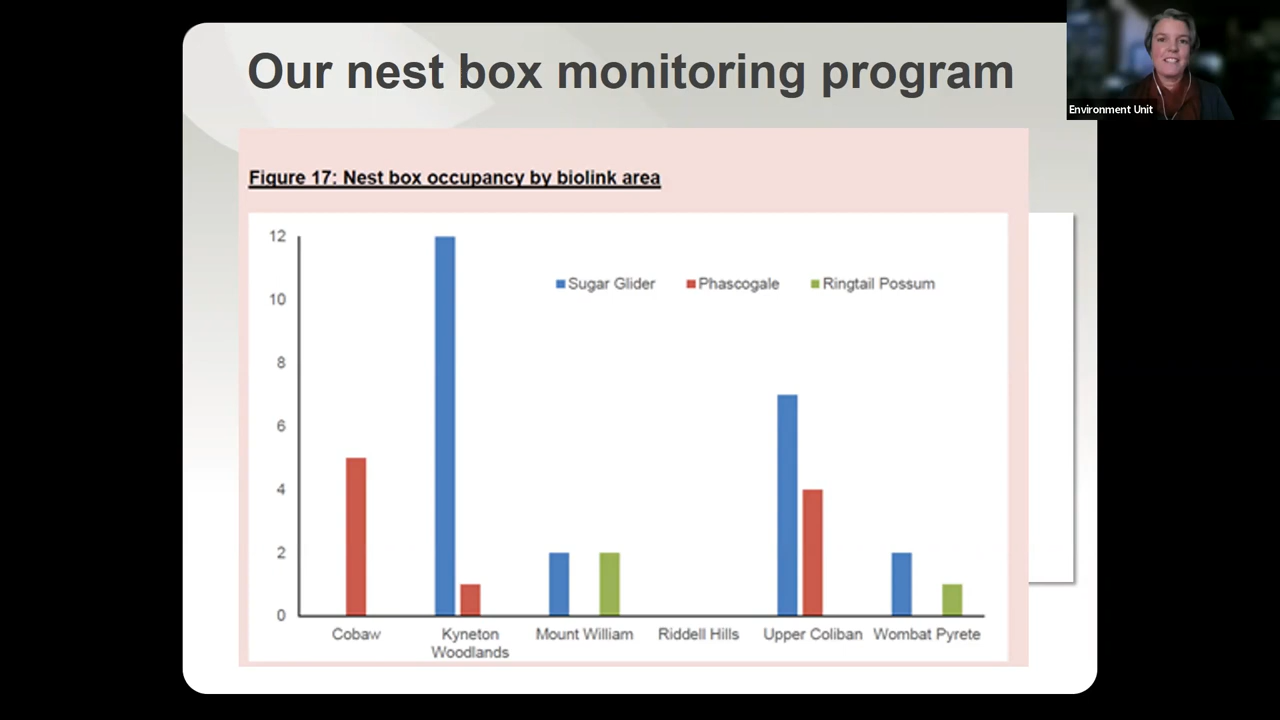 Our nest box monitoring program
Environment Unit
Figure 17: Nest box occupancy by biolink area
12
Sugar Glider Phascogale Ringtail Possum
10
8
6
4
2
0
Cobaw Kyneton Mount William Riddell Hills Upper Coliban Wombat Pyrete
Woodlands